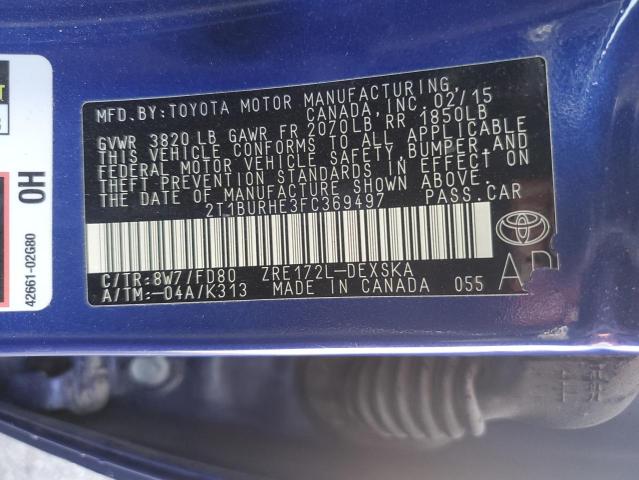 MFD.BY:TOYOTA MOTOR MANUFACTURING,
CANADA, INC. 02/15
GVWR 3820 LB GAWR FR 2070LB RR 1850LB
THIS VEHICLE CONFORMS TO ALL APPLICABLE
FEDERAL MOTOR VEHICLE SAFETY, BUMPER, AND
THEFT PREVENTION STANDARDS IN EFFECT ON
THE DATE OF MANUFACTURE SHOWN ABOVE.
2T1BURHE3FC369497 PASS.CAR
C/TR:8W7/FD80 ZRE172L-DEXSKA
A/TM:-04A/K313 MADE IN CANADA 055
TOYOTA
OH
42661-02G80